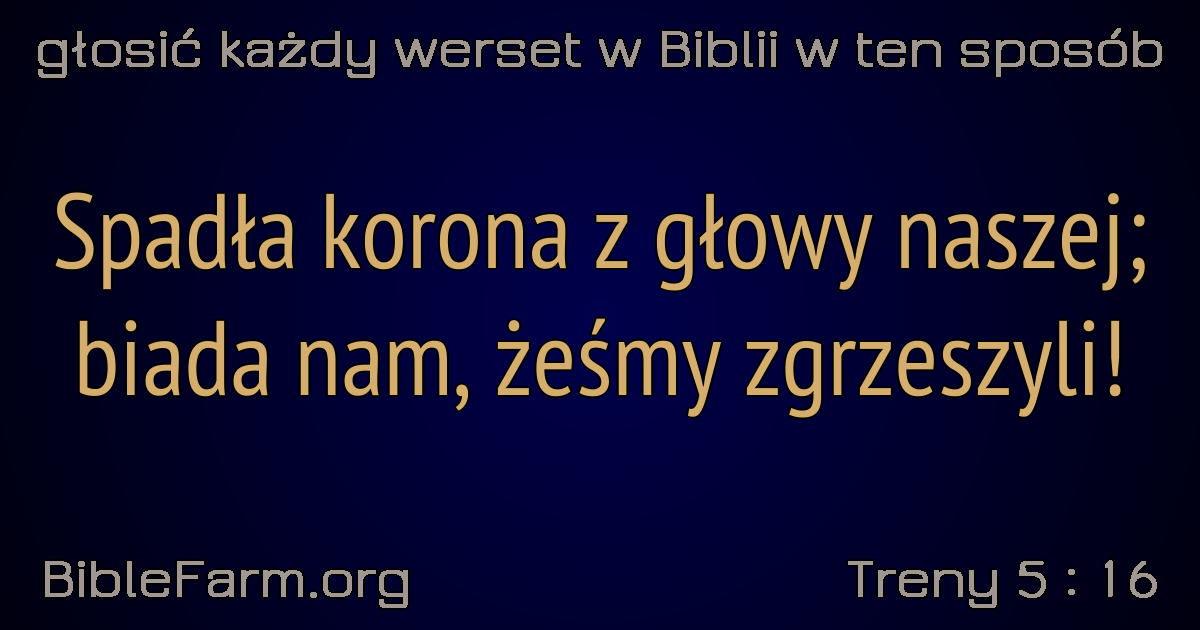 głosić każdy werset w Biblii w ten sposób
Spadła korona z głowy naszej;
biada nam, żeśmy zgrzeszyli!
BibleFarm.org
Treny 5 : 16